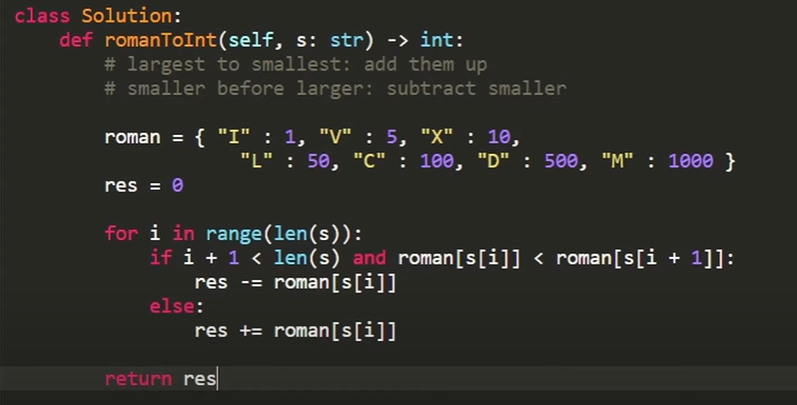 class Solution:
    def romanToInt(self, s: str) -> int:
        # largest to smallest: add them up
        # smaller before larger: subtract smaller
        roman = { "I" : 1, "V" : 5, "X" : 10,
                  "L" : 50, "C" : 100, "D" : 500, "M" : 1000 }
        res = 0
        for i in range(len(s)):
            if i + 1 < len(s) and roman[s[i]] < roman[s[i + 1]]:
                res -= roman[s[i]]
            else:
                res += roman[s[i]]
        return res